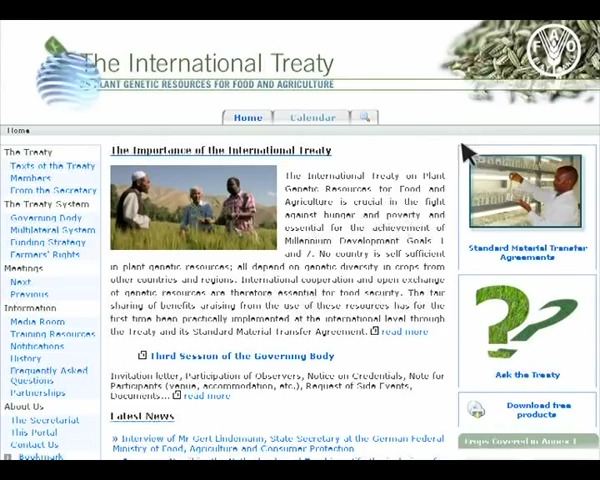 The International Treaty
ON PLANT GENETIC RESOURCES FOR FOOD AND AGRICULTURE
FAO
Home
Calendar
Home
The Treaty
Texts of the Treaty
Members
From the Secretary
The Treaty System
Governing Body
Multilateral System
Funding Strategy
Farmers' Rights
Meetings
Next
Previous
Information
Media Room
Training Resources
Notifications
History
Frequently Asked
Questions
Partnerships
About Us
The Secretariat
This Portal
Contact Us
Bookmark
The Importance of the International Treaty
The International Treaty on Plant
Genetic Resources for Food and
Agriculture is crucial in the fight
against hunger and poverty and
essential for the achievement of
Millennium Development Goals 1
and 7. No country is self sufficient
in plant genetic resources; all depend on genetic diversity in crops from
other countries and regions. International cooperation and open exchange
of genetic resources are therefore essential for food security. The fair
sharing of benefits arising from the use of these resources has for the
first time been practically implemented at the international level through
the Treaty and its Standard Material Transfer Agreement. read more
Third Session of the Governing Body
Invitation letter, Participation of Observers, Notice on Credentials, Note for
Participants (venue, accommodation, etc.), Request of Side Events,
Documents... read more
Latest News
» Interview of Mr Gert Lindemann, State Secretary at the German Federal
Ministry of Food, Agriculture and Consumer Protection
Standard Material Transfer
Agreements
Ask the Treaty
Download free
products
Crops Covered in Annex I